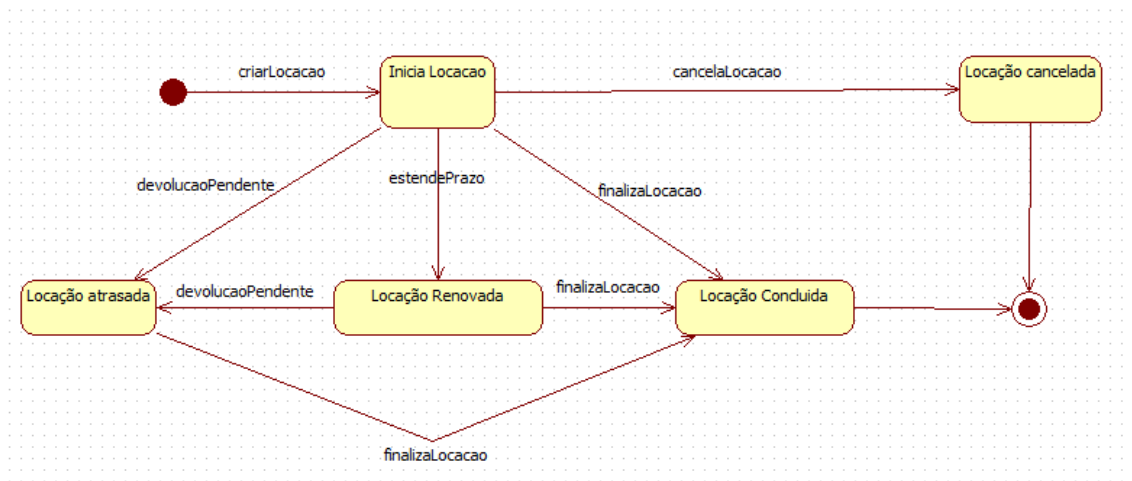 criarLocacao
Inicia Locacao
cancelaLocacao
Locação cancelada
devolucaoPendente
estendePrazo
finalizaLocacao
Locação atrasada
devolucaoPendente
Locação Renovada
finalizaLocacao
Locação Concluida
finalizaLocacao